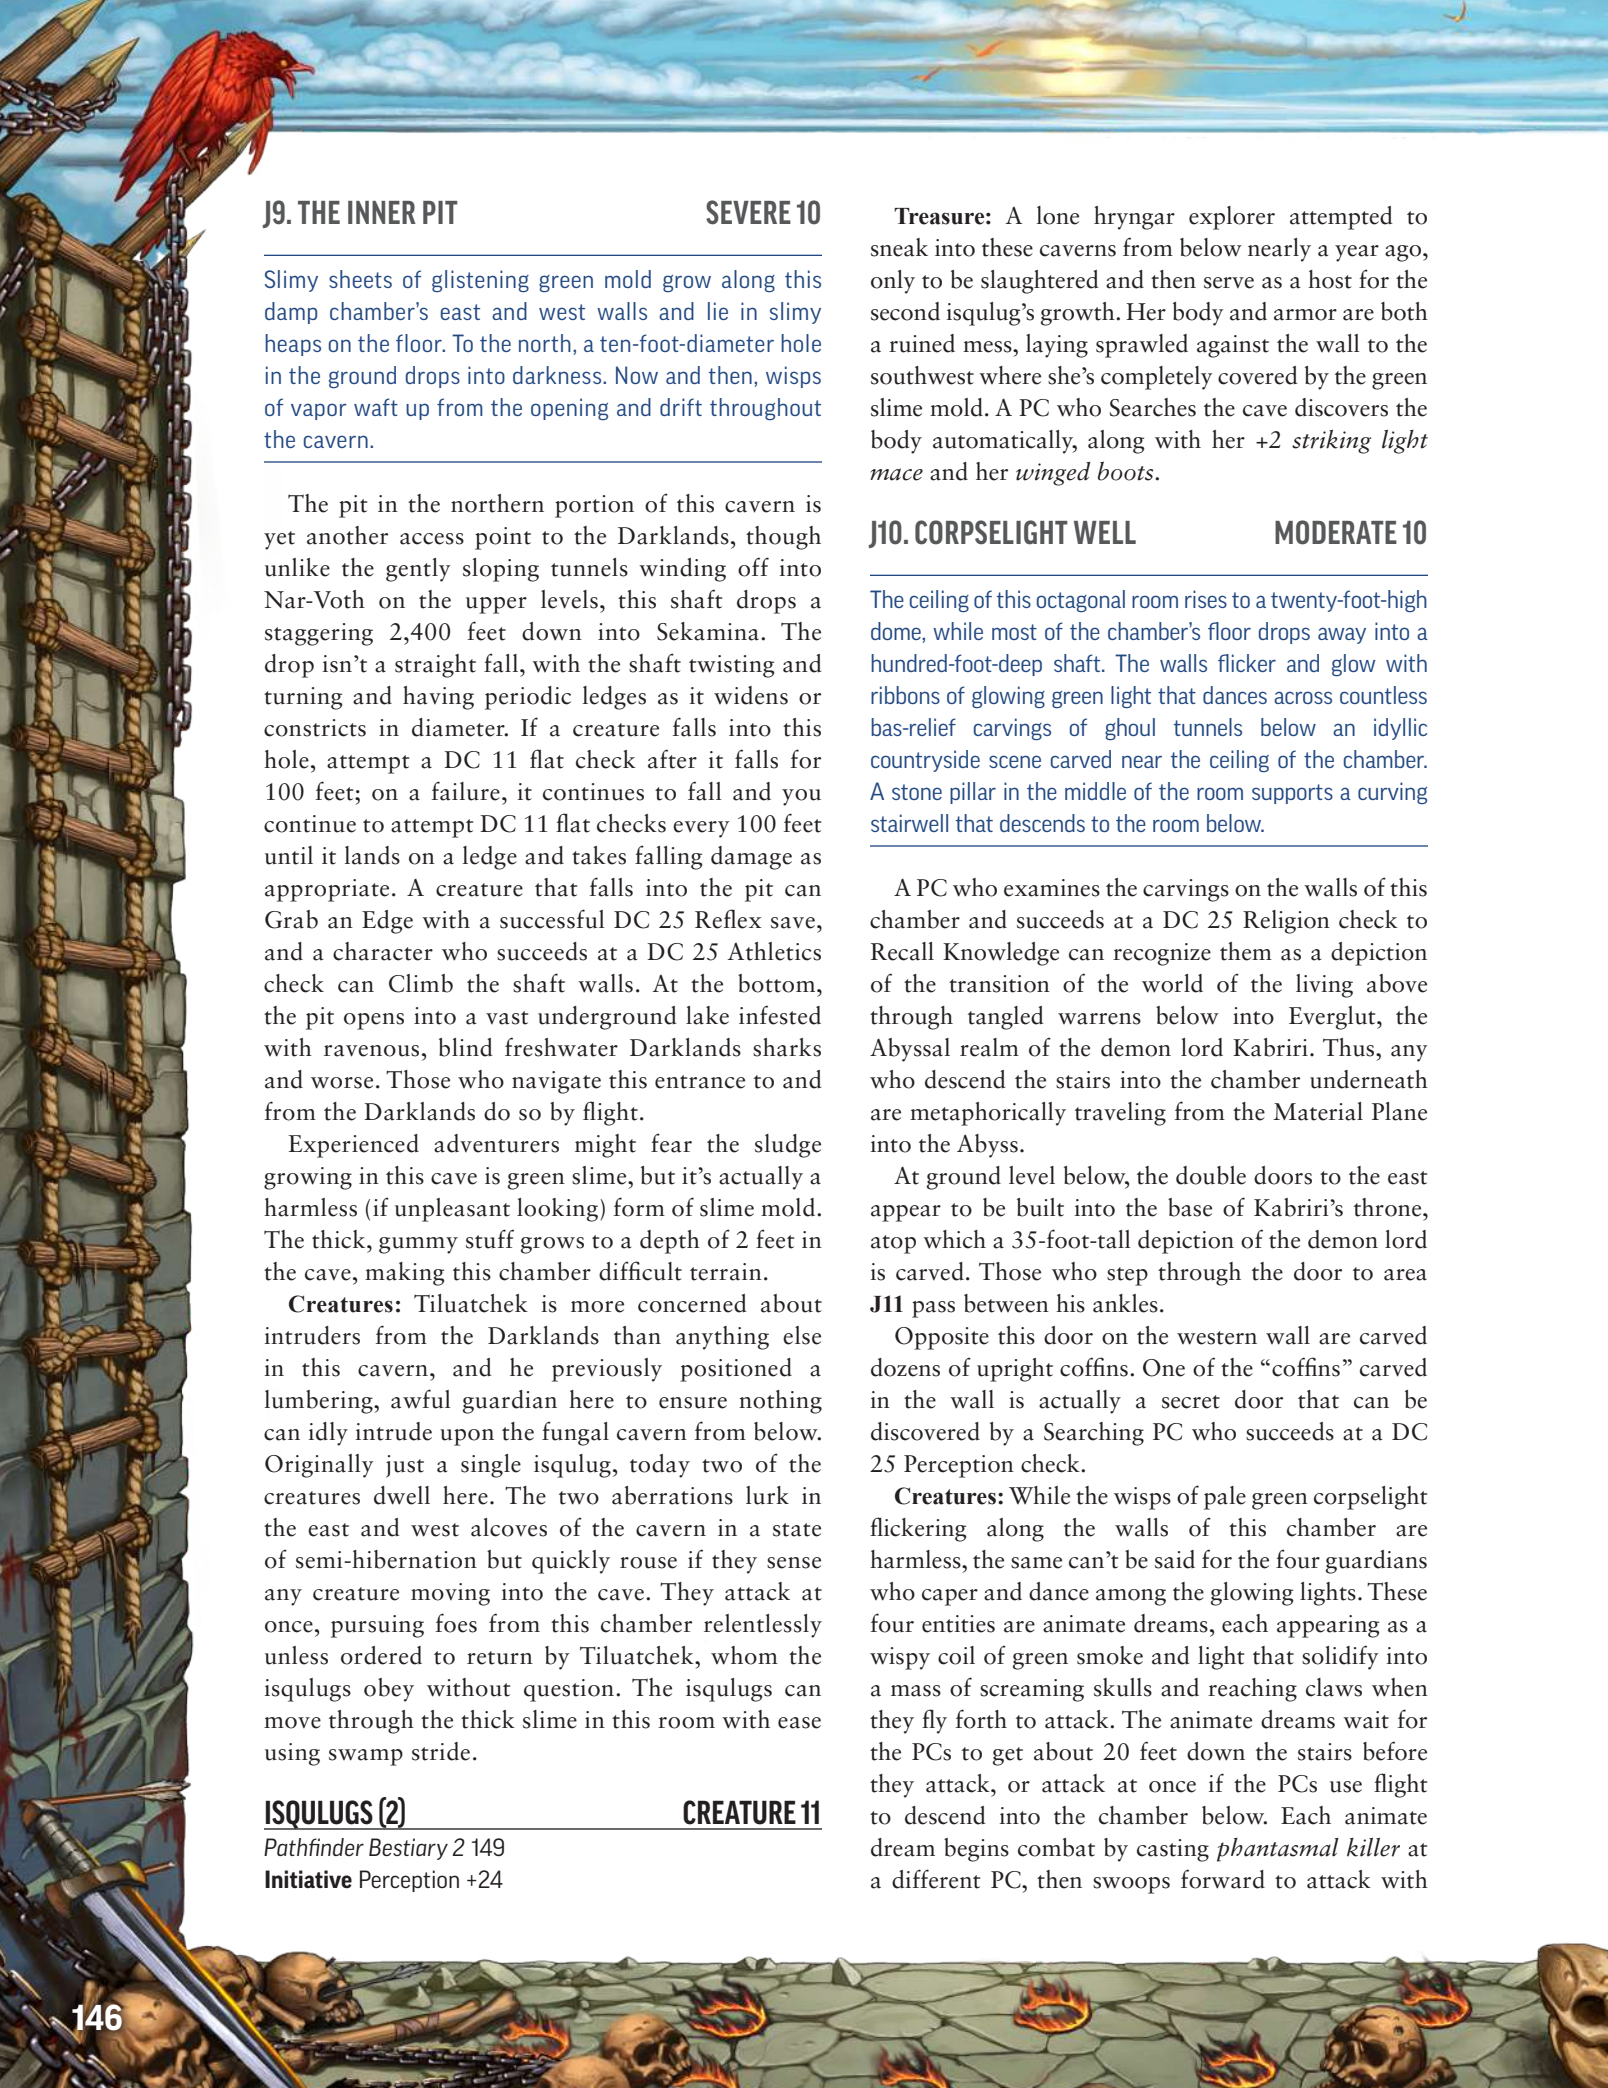 J9. THE INNER PIT SEVERE 10
Slimy sheets of glistening green mold grow along this
damp chamber’s east and west walls and lie in slimy
heaps on the floor. To the north, a ten-foot-diameter hole
in the ground drops into darkness. Now and then, wisps
of vapor waft up from the opening and drift throughout
the cavern.
The pit in the northern portion of this cavern is
yet another access point to the Darklands, though
unlike the gently sloping tunnels winding off into
Nar-Voth on the upper levels, this shaft drops a
staggering 2,400 feet down into Sekamina. The
drop isn’t a straight fall, with the shaft twisting and
turning and having periodic ledges as it widens or
constricts in diameter. If a creature falls into this
hole, attempt a DC 11 flat check after it falls for
100 feet; on a failure, it continues to fall and you
continue to attempt DC 11 flat checks every 100 feet
until it lands on a ledge and takes falling damage as
appropriate. A creature that falls into the pit can
Grab an Edge with a successful DC 25 Reflex save,
and a character who succeeds at a DC 25 Athletics
check can Climb the shaft walls. At the bottom,
the pit opens into a vast underground lake infested
with ravenous, blind freshwater Darklands sharks
and worse. Those who navigate this entrance to and
from the Darklands do so by flight.
Experienced adventurers might fear the sludge
growing in this cave is green slime, but it’s actually a
harmless (if unpleasant looking) form of slime mold.
The thick, gummy stuff grows to a depth of 2 feet in
the cave, making this chamber difficult terrain.
Creatures: Tiluatchek is more concerned about
intruders from the Darklands than anything else
in this cavern, and he previously positioned a
lumbering, awful guardian here to ensure nothing
can idly intrude upon the fungal cavern from below.
Originally just a single isqulug, today two of the
creatures dwell here. The two aberrations lurk in
the east and west alcoves of the cavern in a state
of semi-hibernation but quickly rouse if they sense
any creature moving into the cave. They attack at
once, pursuing foes from this chamber relentlessly
unless ordered to return by Tiluatchek, whom the
isqulugs obey without question. The isqulugs can
move through the thick slime in this room with ease
using swamp stride.
ISQULUGS (2) CREATURE 11
Pathfinder Bestiary 2 149
Initiative Perception +24
Treasure: A lone hryngar explorer attempted to
sneak into these caverns from below nearly a year ago,
only to be slaughtered and then serve as a host for the
second isqulug’s growth. Her body and armor are both
a ruined mess, laying sprawled against the wall to the
southwest where she’s completely covered by the green
slime mold. A PC who Searches the cave discovers the
body automatically, along with her +2 striking light
mace and her winged boots.
J10. CORPSELIGHT WELL MODERATE 10
The ceiling of this octagonal room rises to a twenty-foot-high
dome, while most of the chamber’s floor drops away into a
hundred-foot-deep shaft. The walls flicker and glow with
ribbons of glowing green light that dances across countless
bas-relief carvings of ghoul tunnels below an idyllic
countryside scene carved near the ceiling of the chamber.
A stone pillar in the middle of the room supports a curving
stairwell that descends to the room below.
A PC who examines the carvings on the walls of this
chamber and succeeds at a DC 25 Religion check to
Recall Knowledge can recognize them as a depiction
of the transition of the world of the living above
through tangled warrens below into Everglut, the
Abyssal realm of the demon lord Kabriri. Thus, any
who descend the stairs into the chamber underneath
are metaphorically traveling from the Material Plane
into the Abyss.
At ground level below, the double doors to the east
appear to be built into the base of Kabriri’s throne,
atop which a 35-foot-tall depiction of the demon lord
is carved. Those who step through the door to area
J11 pass between his ankles.
Opposite this door on the western wall are carved
dozens of upright coffins. One of the “coffins” carved
in the wall is actually a secret door that can be
discovered by a Searching PC who succeeds at a DC
25 Perception check.
Creatures: While the wisps of pale green corpselight
flickering along the walls of this chamber are
harmless, the same can’t be said for the four guardians
who caper and dance among the glowing lights. These
four entities are animate dreams, each appearing as a
wispy coil of green smoke and light that solidify into
a mass of screaming skulls and reaching claws when
they fly forth to attack. The animate dreams wait for
the PCs to get about 20 feet down the stairs before
they attack, or attack at once if the PCs use flight
to descend into the chamber below. Each animate
dream begins combat by casting phantasmal killer at
a different PC, then swoops forward to attack with
146